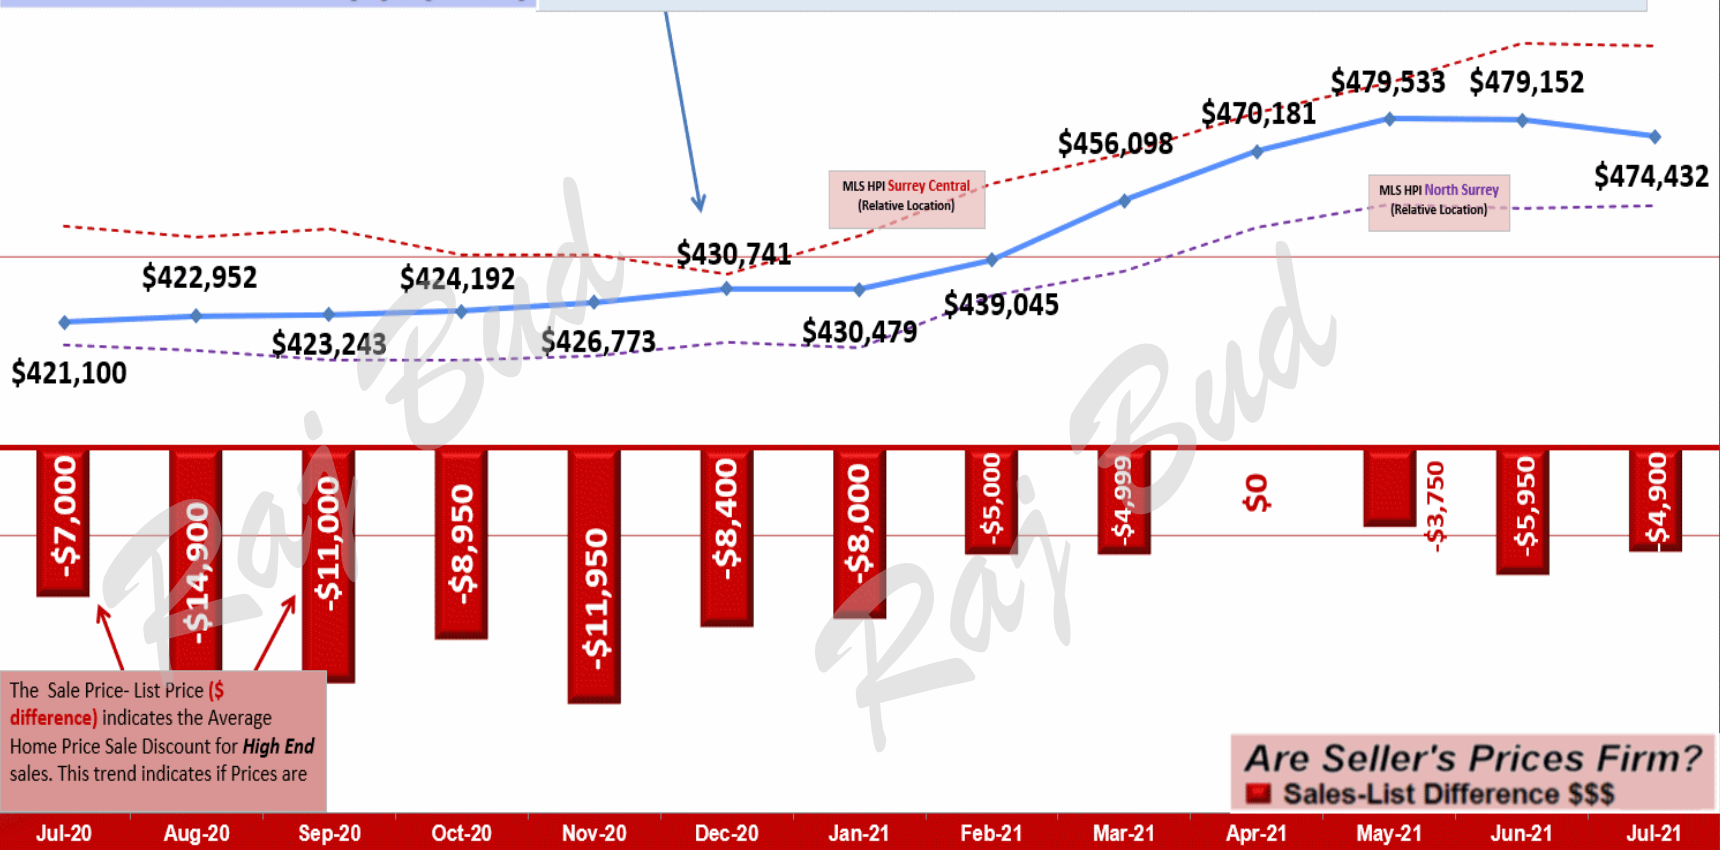 $479,533 $479,152
$470,181
$456,098
$474,432
MLS HPI Surrey Central
(Relative Location)
MLS HPI North Surrey
(Relative Location)
$430,741
$422,952
$424,192
$439,045
$430,479
$426,773
$423,243
$421,100
Raj Bud
Raj Bud
-$7,000
-$14,900
-$11,000
-$8,950
-$11,950
-$8,400
-$8,000
-$5,000
-$4,999
$0
-$3,750
-$5,950
-$4,900
The Sale Price- List Price ($
difference) indicates the Average
Home Price Sale Discount for High End
sales. This trend indicates if Prices are
Are Seller's Prices Firm?
Sales-List Difference $$$
Jul-20 Aug-20 Sep-20 Oct-20 Nov-20 Dec-20 Jan-21 Feb-21 Mar-21 Apr-21 May-21 Jun-21 Jul-21